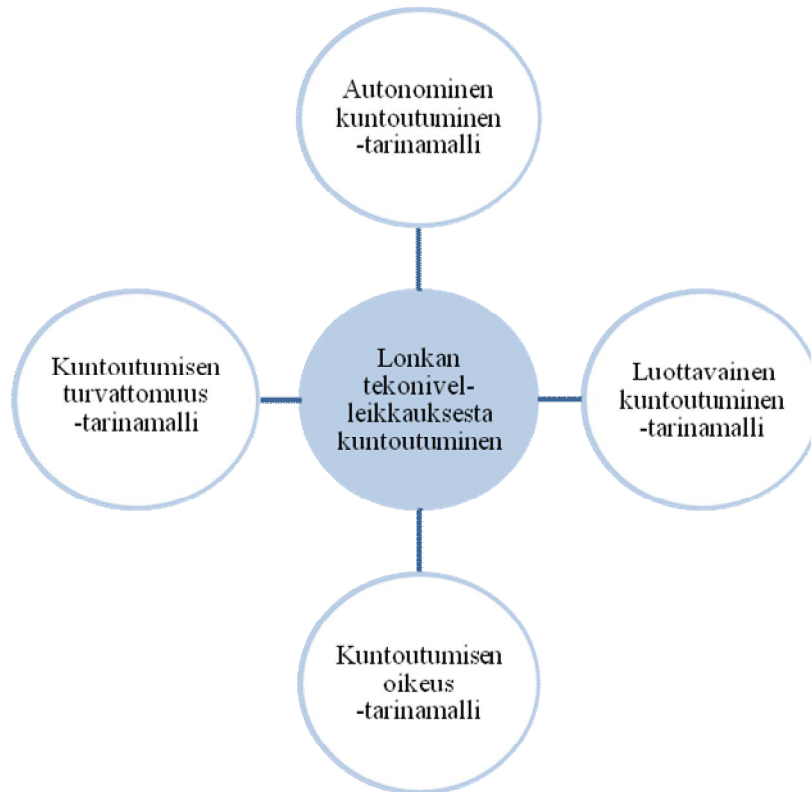 Autonominen
kuntoutuminen
-tarinamalli
Kuntoutumisen
turvattomuus
-tarinamalli
Lonkan
tekonivel-
leikkauksesta
kuntoutuminen
Luottavainen
kuntoutuminen
-tarinamalli
Kuntoutumisen
oikeus
-tarinamalli